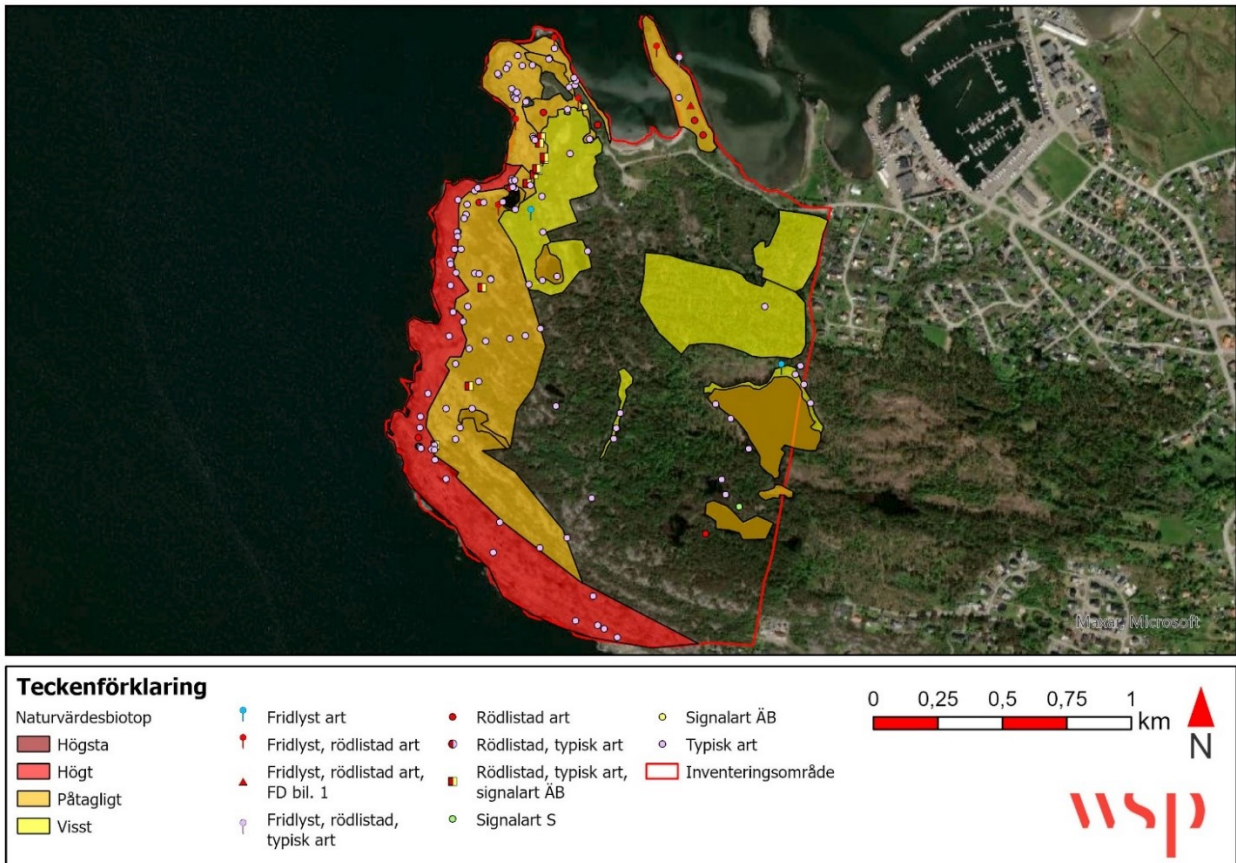 Maxar, Microsoft
Teckenförklaring
Naturvärdesbiotop
Högsta
Högt
Påtagligt
Visst
Fridlyst art
Fridlyst, rödlistad art
Fridlyst, rödlistad art,
FD bil. 1
Fridlyst, rödlistad,
typisk art
Rödlistad art
Rödlistad, typisk art
Rödlistad, typisk art,
signalart ÄB
Signalart S
Signalart ÄB
Typisk art
Inventeringsområde
0 0,25 0,5 0,75 1
km
N
wsp